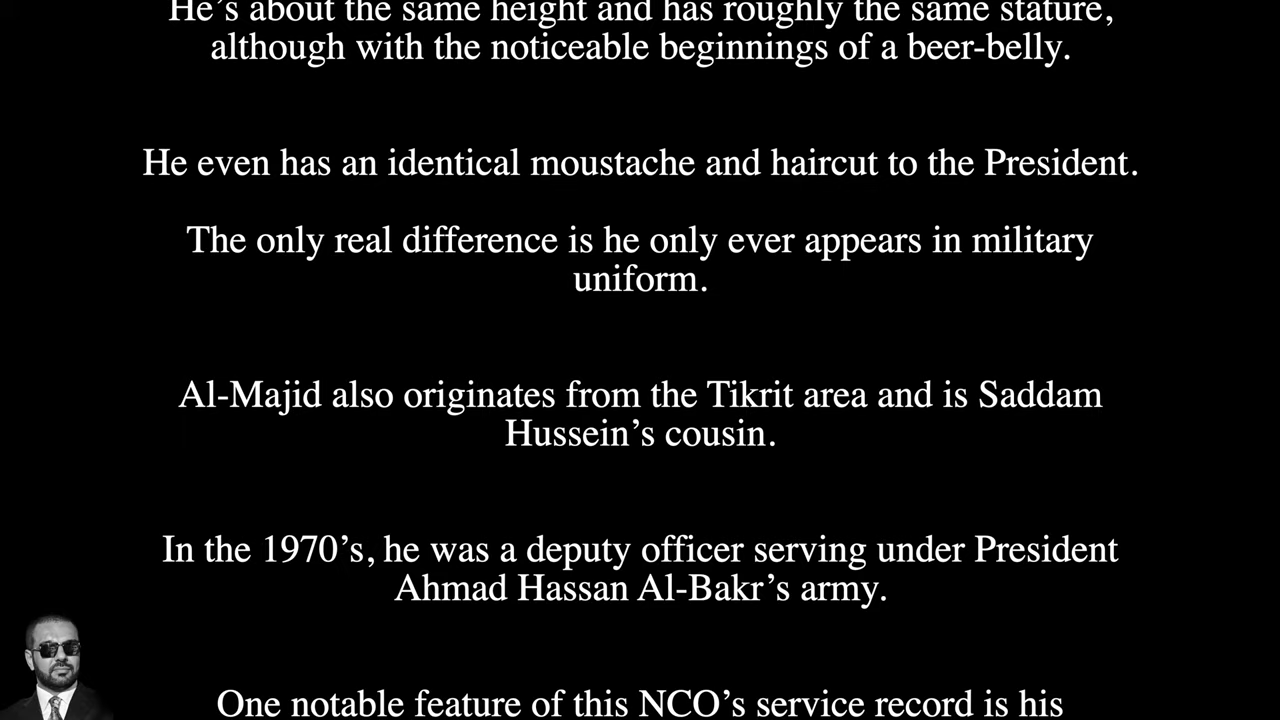 He’s about the same height and has roughly the same stature,
although with the noticeable beginnings of a beer-belly.
He even has an identical moustache and haircut to the President.
The only real difference is he only ever appears in military
uniform.
Al-Majid also originates from the Tikrit area and is Saddam
Hussein’s cousin.
In the 1970’s, he was a deputy officer serving under President
Ahmad Hassan Al-Bakr’s army.
One notable feature of this NCO’s service record is his